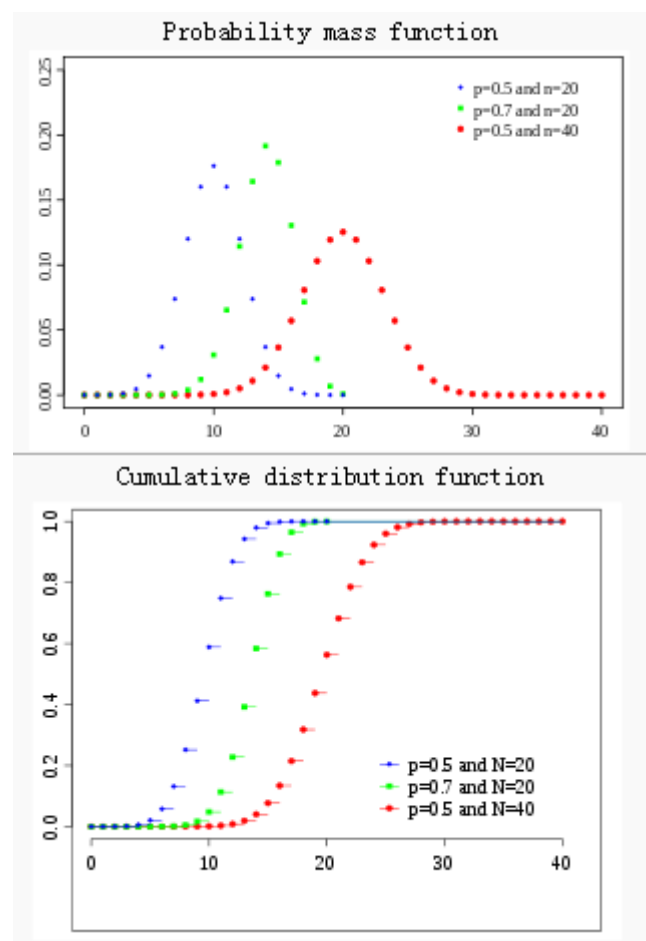 Probability mass function
0.25
0.20
0.15
0.10
0.05
0.00
p=0.5 and n=20
p=0.7 and n=20
p=0.5 and n=40
0 10 20 30 40
Cumulative distribution function
1.0
0.8
0.6
0.4
0.2
0.0
p=0.5 and N=20
p=0.7 and N=20
p=0.5 and N=40
0 10 20 30 40